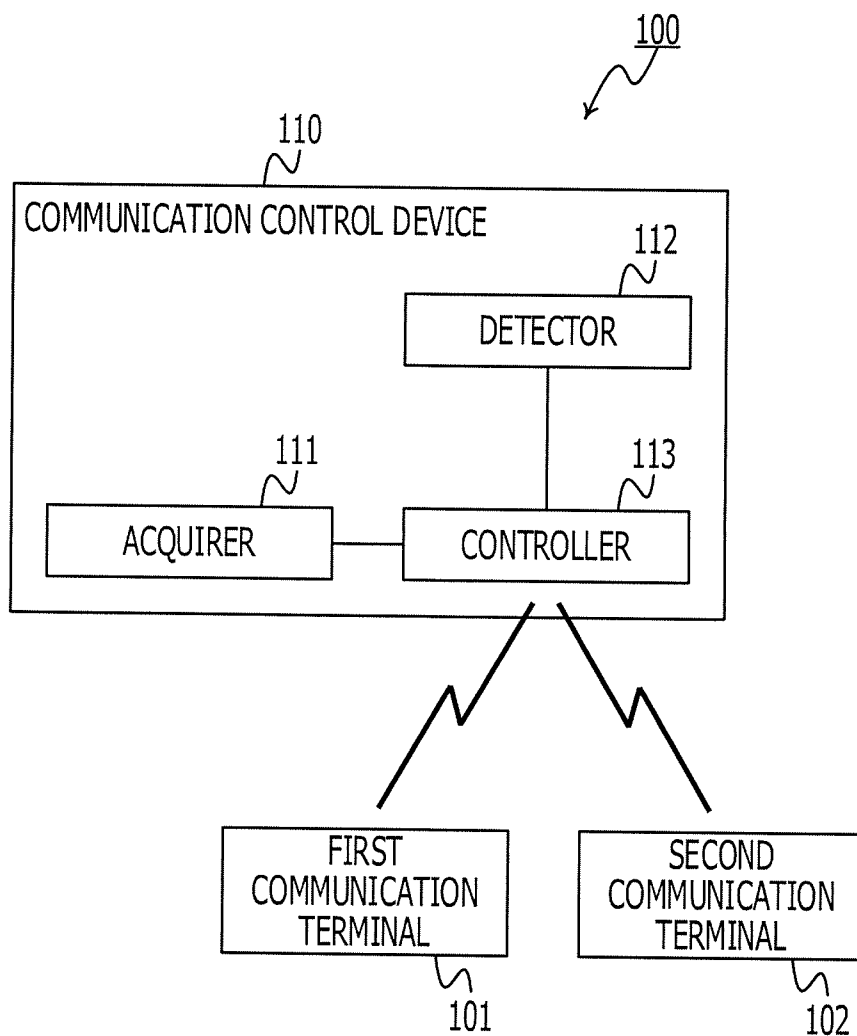 100
110
COMMUNICATION CONTROL DEVICE
112
DETECTOR
111
113
ACQUIRER
CONTROLLER
FIRST
COMMUNICATION
TERMINAL
SECOND
COMMUNICATION
TERMINAL
101
102